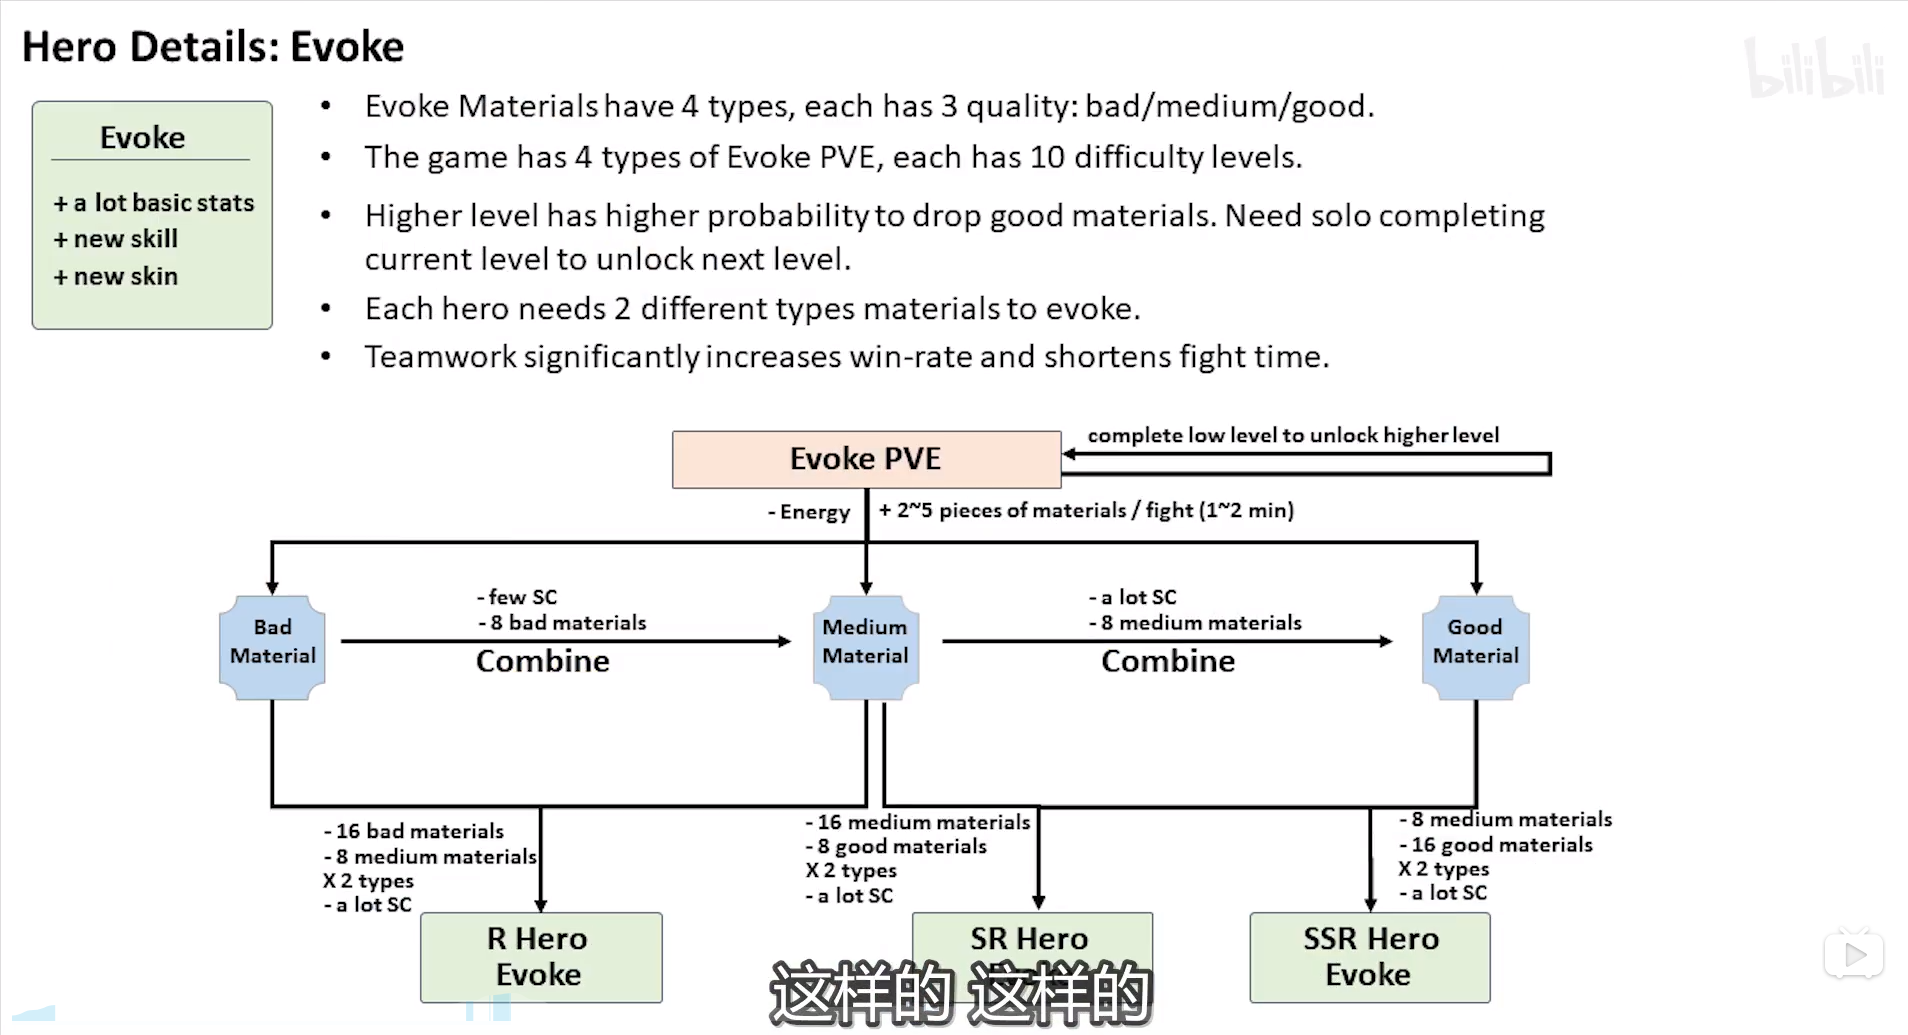 Hero Details: Evoke
bilibili
Evoke
+ a lot basic stats
+ new skill
+ new skin
• Evoke Materials have 4 types, each has 3 quality: bad/medium/good.
• The game has 4 types of Evoke PVE, each has 10 difficulty levels.
• Higher level has higher probability to drop good materials. Need solo completing
current level to unlock next level.
• Each hero needs 2 different types materials to evoke.
• Teamwork significantly increases win-rate and shortens fight time.
Evoke PVE
complete low level to unlock higher level
- Energy
+ 2~5 pieces of materials / fight (1~2 min)
Bad
Material
- few SC
- 8 bad materials
Combine
Medium
Material
- a lot SC
- 8 medium materials
Combine
Good
Material
- 16 bad materials
- 8 medium materials
X 2 types
- a lot SC
- 16 medium materials
- 8 good materials
X 2 types
- a lot SC
- 8 medium materials
- 16 good materials
X 2 types
- a lot SC
R Hero
Evoke
SR Hero
Evoke
SSR Hero
Evoke
这样的 这样的